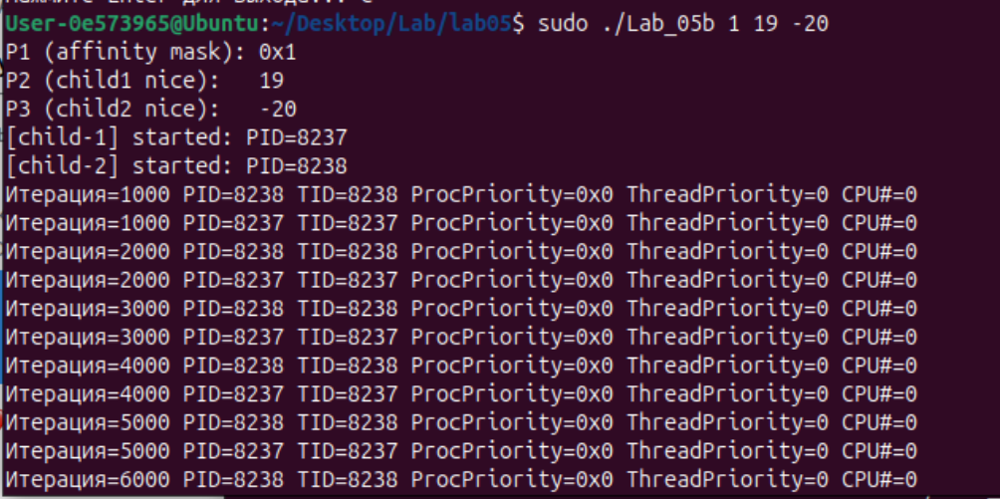 Нажмите Enter для выхода... c
User-0e573965@Ubuntu:~/Desktop/Lab/lab05$ sudo ./Lab_05b 1 19 -20
P1 (affinity mask): 0x1
P2 (child1 nice):   19
P3 (child2 nice):   -20
[child-1] started: PID=8237
[child-2] started: PID=8238
Итерация=1000 PID=8238 TID=8238 ProcPriority=0x0 ThreadPriority=0 CPU#=0
Итерация=1000 PID=8237 TID=8237 ProcPriority=0x0 ThreadPriority=0 CPU#=0
Итерация=2000 PID=8238 TID=8238 ProcPriority=0x0 ThreadPriority=0 CPU#=0
Итерация=2000 PID=8237 TID=8237 ProcPriority=0x0 ThreadPriority=0 CPU#=0
Итерация=3000 PID=8238 TID=8238 ProcPriority=0x0 ThreadPriority=0 CPU#=0
Итерация=3000 PID=8237 TID=8237 ProcPriority=0x0 ThreadPriority=0 CPU#=0
Итерация=4000 PID=8238 TID=8238 ProcPriority=0x0 ThreadPriority=0 CPU#=0
Итерация=4000 PID=8237 TID=8237 ProcPriority=0x0 ThreadPriority=0 CPU#=0
Итерация=5000 PID=8238 TID=8238 ProcPriority=0x0 ThreadPriority=0 CPU#=0
Итерация=5000 PID=8237 TID=8237 ProcPriority=0x0 ThreadPriority=0 CPU#=0
Итерация=6000 PID=8238 TID=8238 ProcPriority=0x0 ThreadPriority=0 CPU#=0